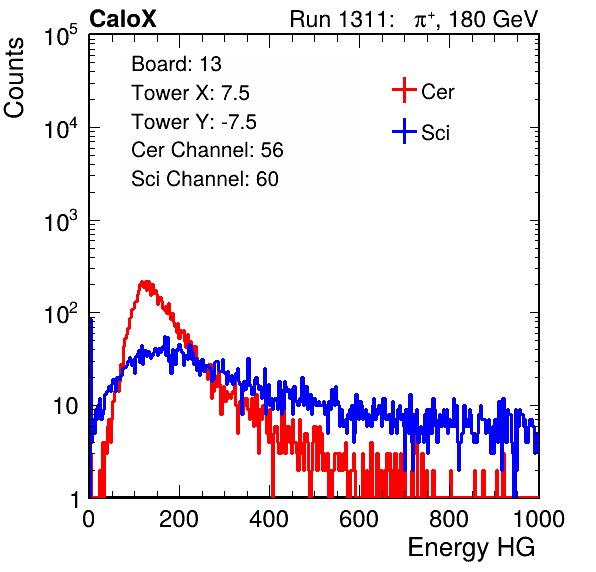 CaloX Run 1311: π⁺, 180 GeV
Counts
10⁵
10⁴
10³
10²
10
1
Board: 13
Tower X: 7.5
Tower Y: -7.5
Cer Channel: 56
Sci Channel: 60
Cer
Sci
0 200 400 600 800 1000
Energy HG